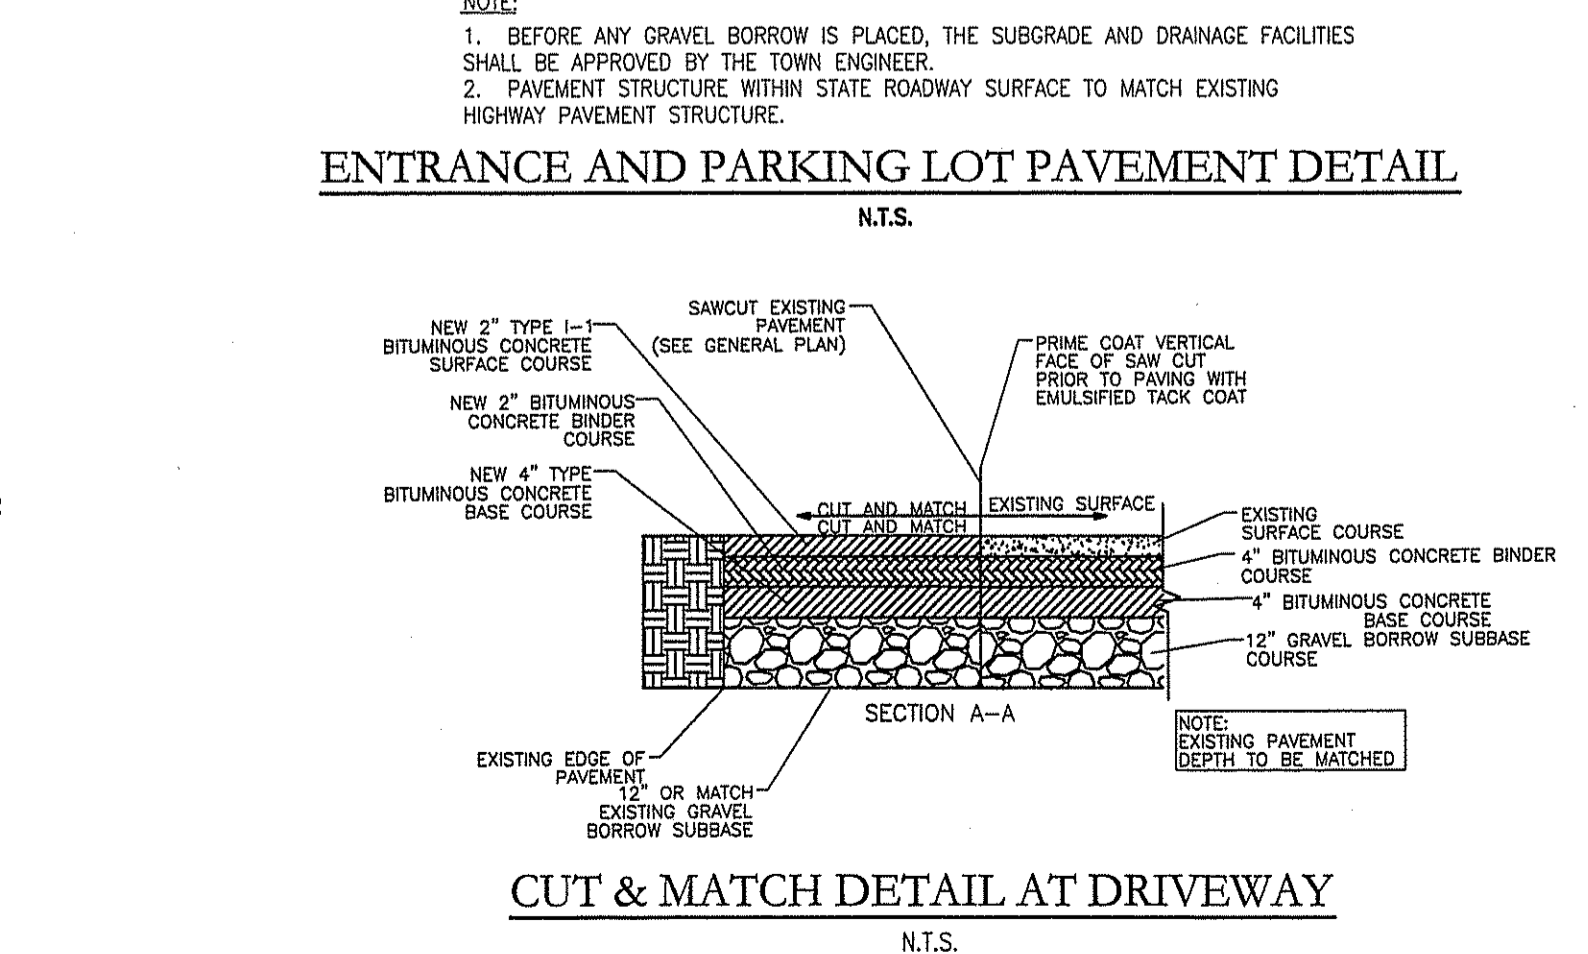 NOTE:
1. BEFORE ANY GRAVEL BORROW IS PLACED, THE SUBGRADE AND DRAINAGE FACILITIES
SHALL BE APPROVED BY THE TOWN ENGINEER.
2. PAVEMENT STRUCTURE WITHIN STATE ROADWAY SURFACE TO MATCH EXISTING
HIGHWAY PAVEMENT STRUCTURE.
ENTRANCE AND PARKING LOT PAVEMENT DETAIL
N.T.S.
NEW 2" TYPE I-1
BITUMINOUS CONCRETE
SURFACE COURSE
NEW 2" BITUMINOUS
CONCRETE BINDER
COURSE
NEW 4" TYPE
BITUMINOUS CONCRETE
BASE COURSE
SAWCUT EXISTING
PAVEMENT
(SEE GENERAL PLAN)
PRIME COAT VERTICAL
FACE OF SAW CUT
PRIOR TO PAVING WITH
EMULSIFIED TACK COAT
CUT AND MATCH
CUT AND MATCH
EXISTING SURFACE
EXISTING
SURFACE COURSE
4" BITUMINOUS CONCRETE BINDER
COURSE
4" BITUMINOUS CONCRETE
BASE COURSE
12" GRAVEL BORROW SUBBASE
COURSE
SECTION A-A
NOTE:
EXISTING PAVEMENT
DEPTH TO BE MATCHED
EXISTING EDGE OF
PAVEMENT
12" OR MATCH
EXISTING GRAVEL
BORROW SUBBASE
CUT & MATCH DETAIL AT DRIVEWAY
N.T.S.